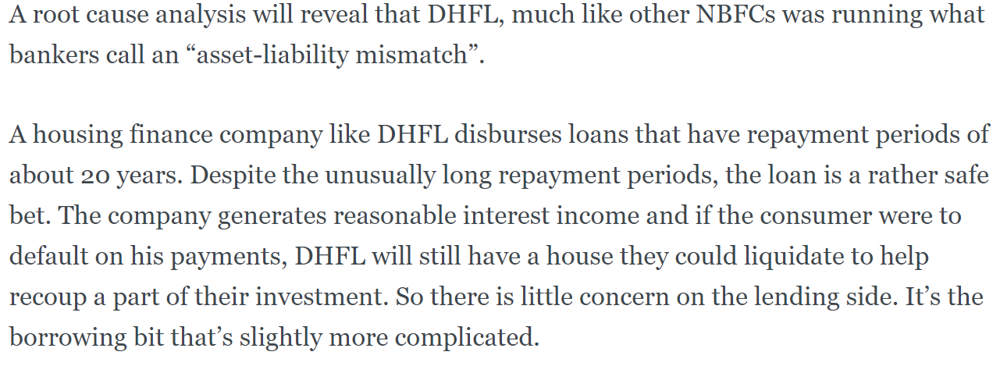 A root cause analysis will reveal that DHFL, much like other NBFCs was running what
bankers call an “asset-liability mismatch”.
A housing finance company like DHFL disburses loans that have repayment periods of
about 20 years. Despite the unusually long repayment periods, the loan is a rather safe
bet. The company generates reasonable interest income and if the consumer were to
default on his payments, DHFL will still have a house they could liquidate to help
recoup a part of their investment. So there is little concern on the lending side. It’s the
borrowing bit that’s slightly more complicated.